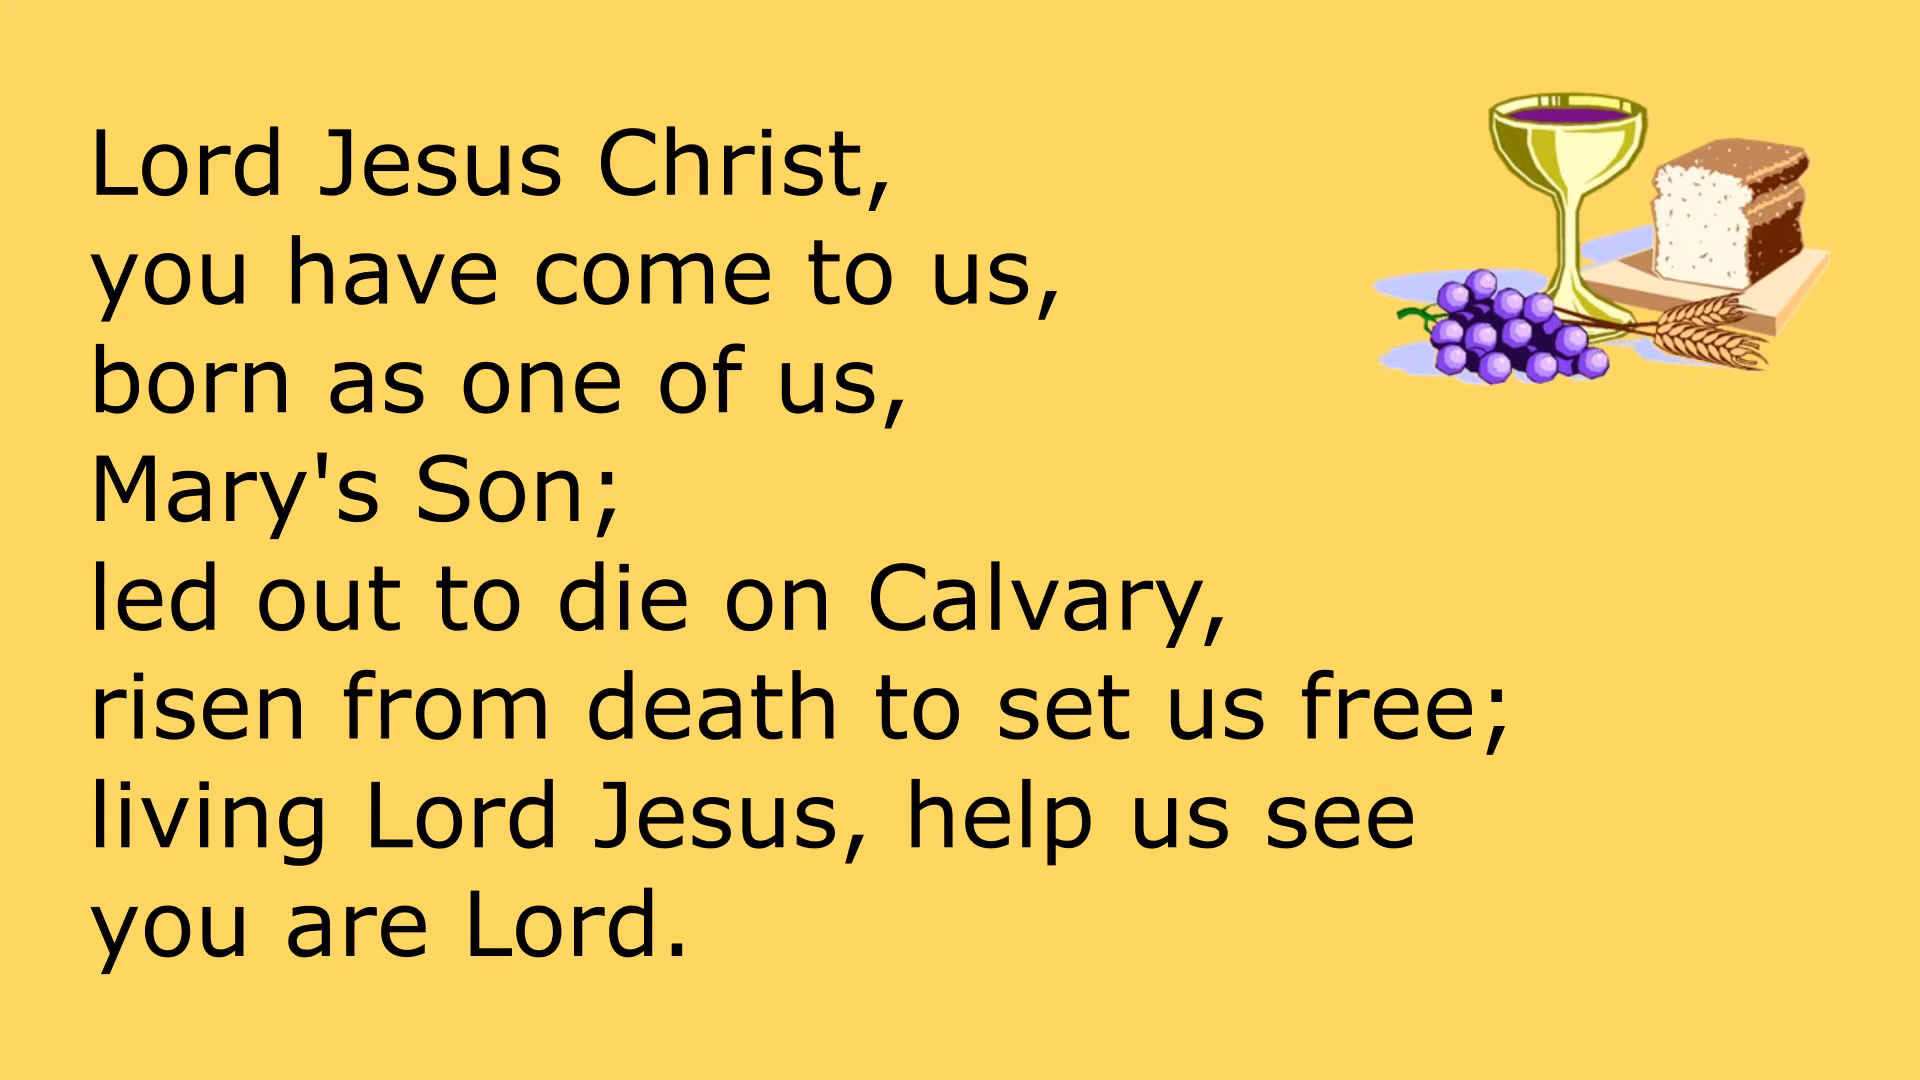 Lord Jesus Christ,
you have come to us,
born as one of us,
Mary's Son;
led out to die on Calvary,
risen from death to set us free;
living Lord Jesus, help us see
you are Lord.